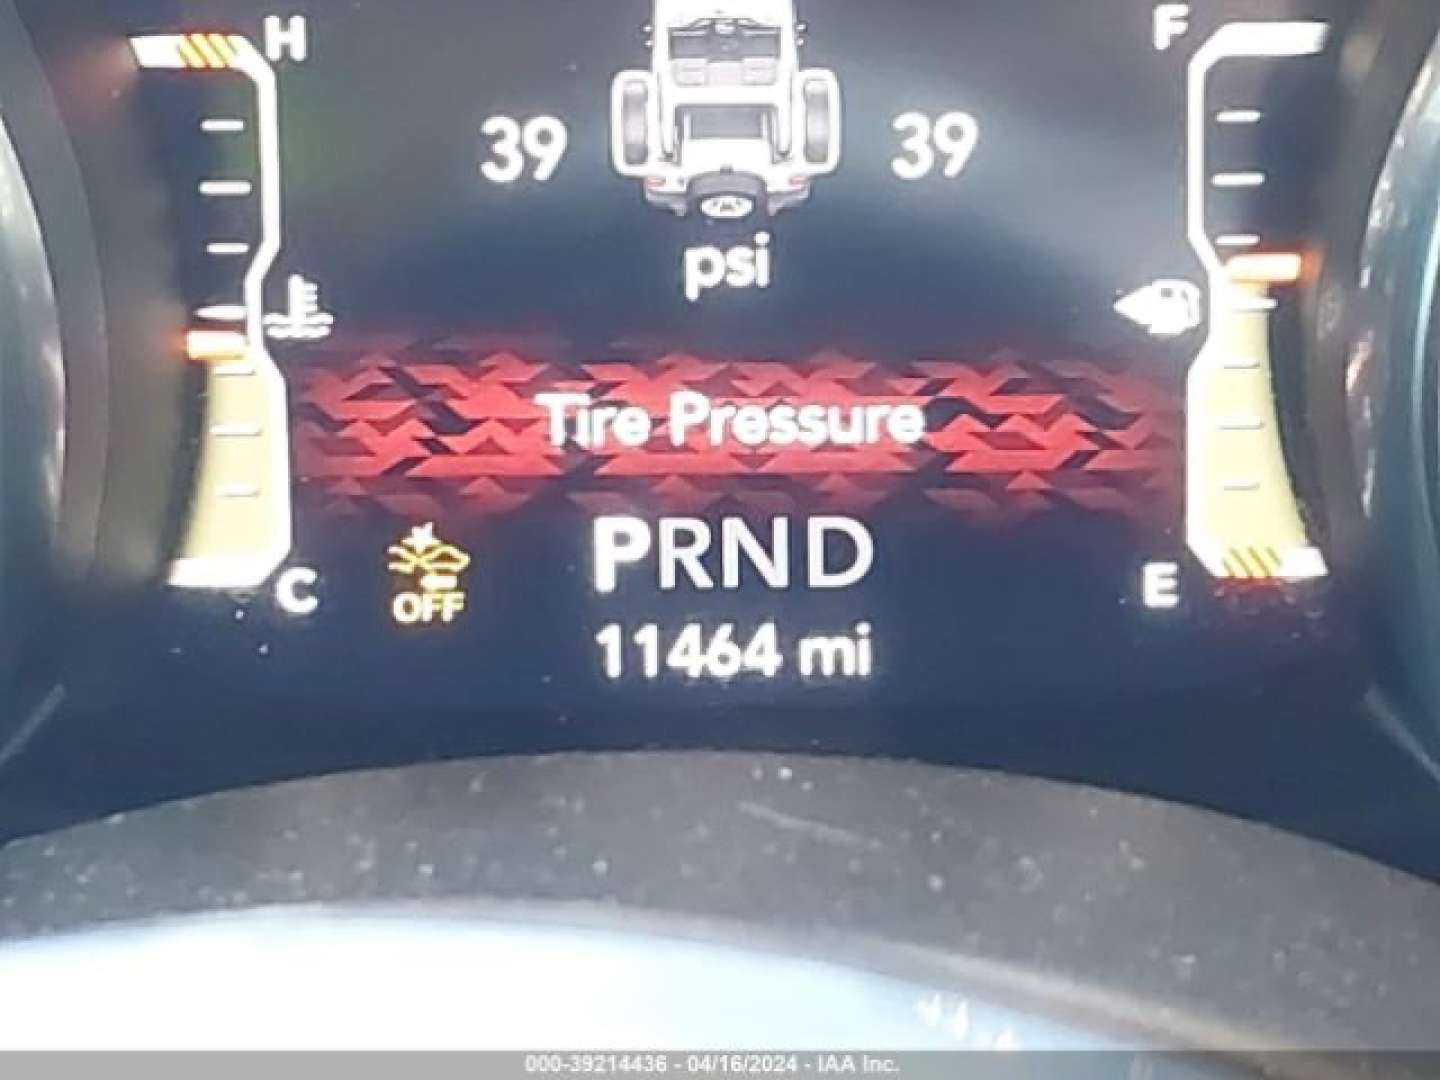 H F
39 39
psi
Tire Pressure
PRND
OFF
C E
11464 mi
000-39214436 - 04/16/2024 - IAA Inc.